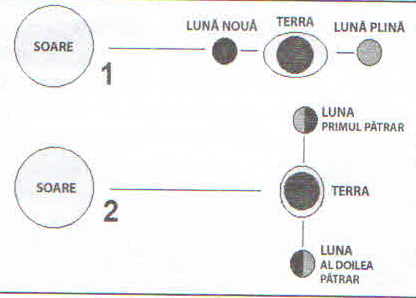 SOARE
1
LUNĂ NOUĂ
TERRA
LUNĂ PLINĂ
SOARE
2
LUNA
PRIMUL PĂTRAR
TERRA
LUNA
AL DOILEA
PĂTRAR